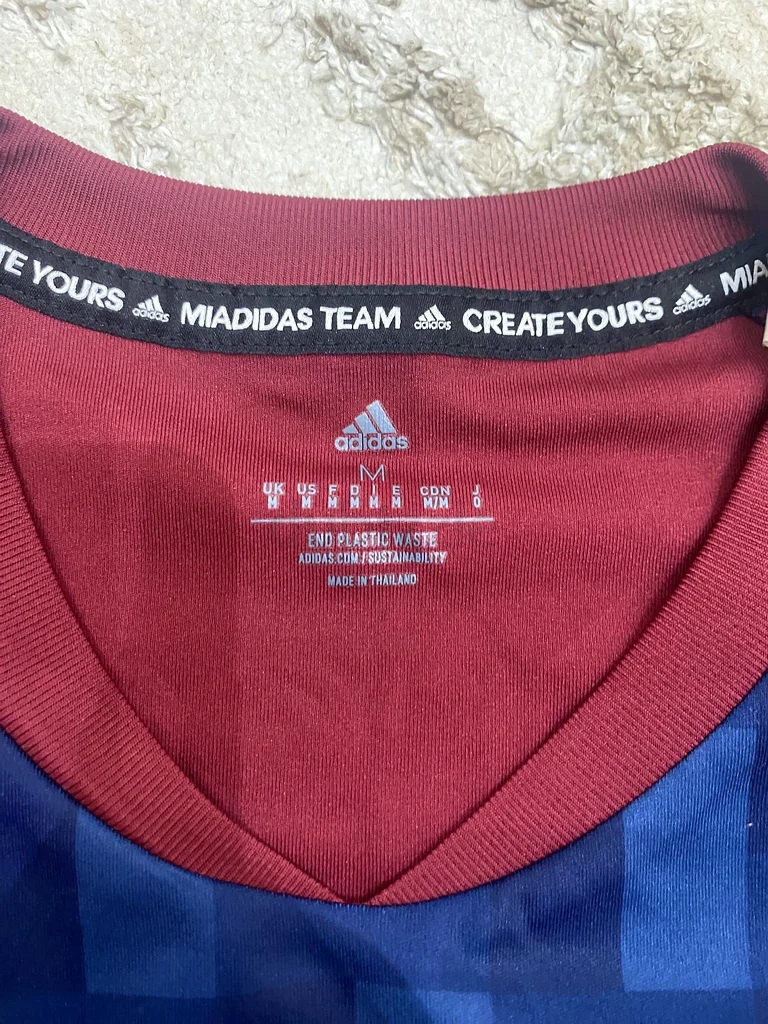 TE YOURS adidas MIADIDAS TEAM adidas CREATE YOURS adidas MIA
adidas
M
UK US F D I E CDN J
M M M M M M M/M O
END PLASTIC WASTE
ADIDAS.COM/SUSTAINABILITY
MADE IN THAILAND